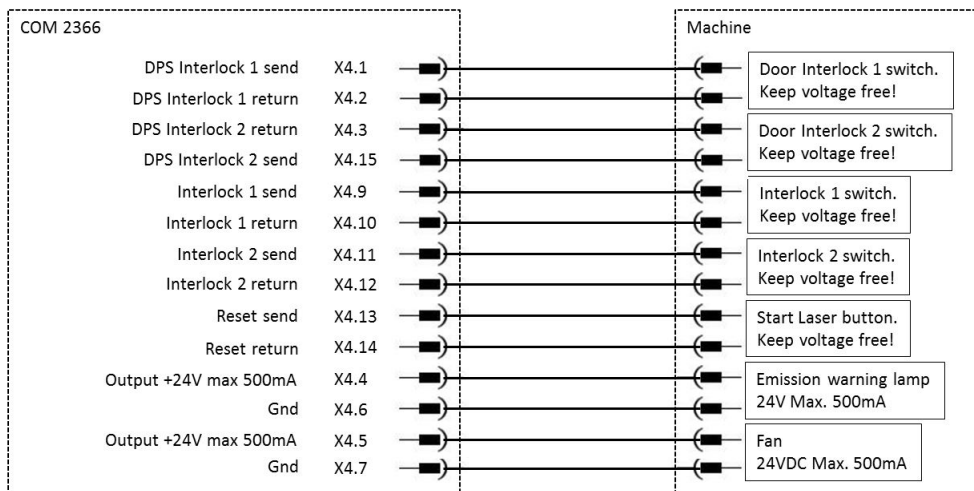 COM 2366
Machine
DPS Interlock 1 send X4.1
DPS Interlock 1 return X4.2
Door Interlock 1 switch.
Keep voltage free!
DPS Interlock 2 return X4.3
DPS Interlock 2 send X4.15
Door Interlock 2 switch.
Keep voltage free!
Interlock 1 send X4.9
Interlock 1 return X4.10
Interlock 1 switch.
Keep voltage free!
Interlock 2 send X4.11
Interlock 2 return X4.12
Interlock 2 switch.
Keep voltage free!
Reset send X4.13
Reset return X4.14
Start Laser button.
Keep voltage free!
Output +24V max 500mA X4.4
Gnd X4.6
Emission warning lamp
24V Max. 500mA
Output +24V max 500mA X4.5
Gnd X4.7
Fan
24VDC Max. 500mA